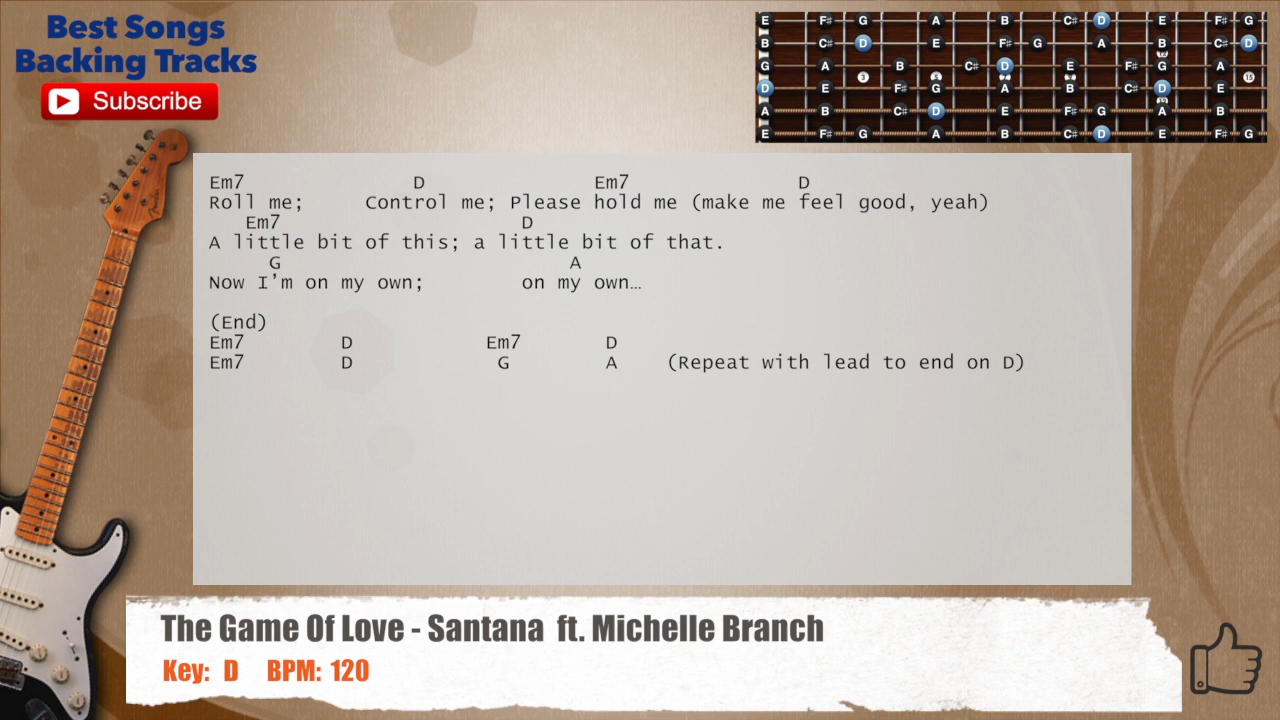 Best Songs
Backing Tracks
Subscribe
E F# G A B C# D E F# G
B C# D E F# G A B C# D
G A B C# D E F# G A
D E F# G A B C# D E
A B C# D E F# G A B
E F# G A B C# D E F# G
Em7 D Em7 D
Roll me; Control me; Please hold me (make me feel good, yeah)
Em7 D
A little bit of this; a little bit of that.
G A
Now I'm on my own; on my own…
(End)
Em7 D Em7 D
Em7 D G A (Repeat with lead to end on D)
The Game Of Love - Santana ft. Michelle Branch
Key: D BPM: 120